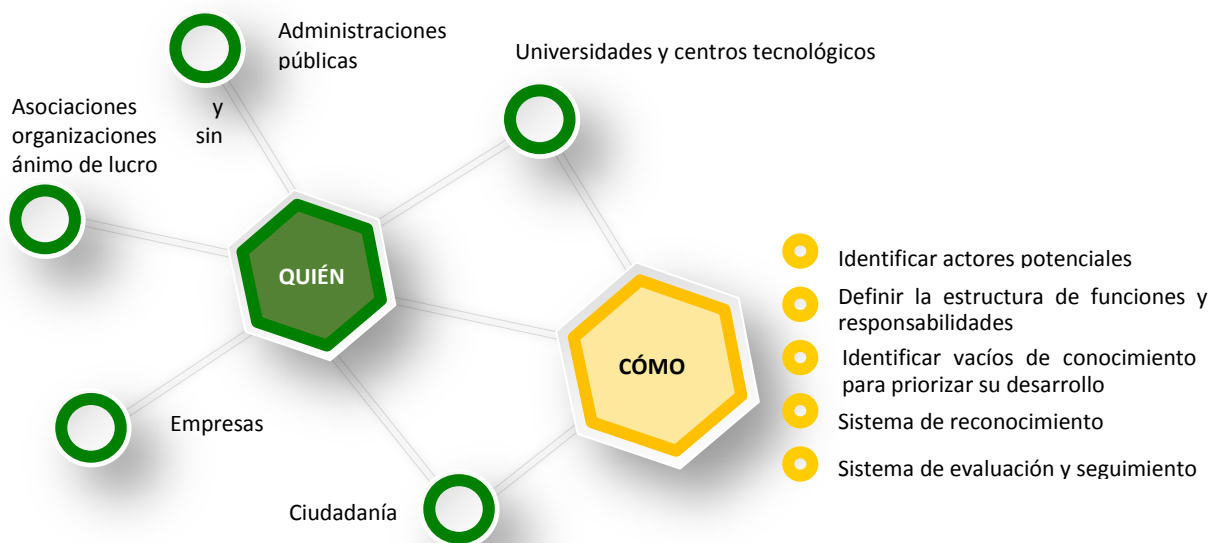 Administraciones
públicas
Universidades y centros tecnológicos
Asociaciones y
organizaciones sin
ánimo de lucro
QUIÉN
Empresas
Ciudadanía
CÓMO
Identificar actores potenciales
Definir la estructura de funciones y
responsabilidades
Identificar vacíos de conocimiento
para priorizar su desarrollo
Sistema de reconocimiento
Sistema de evaluación y seguimiento